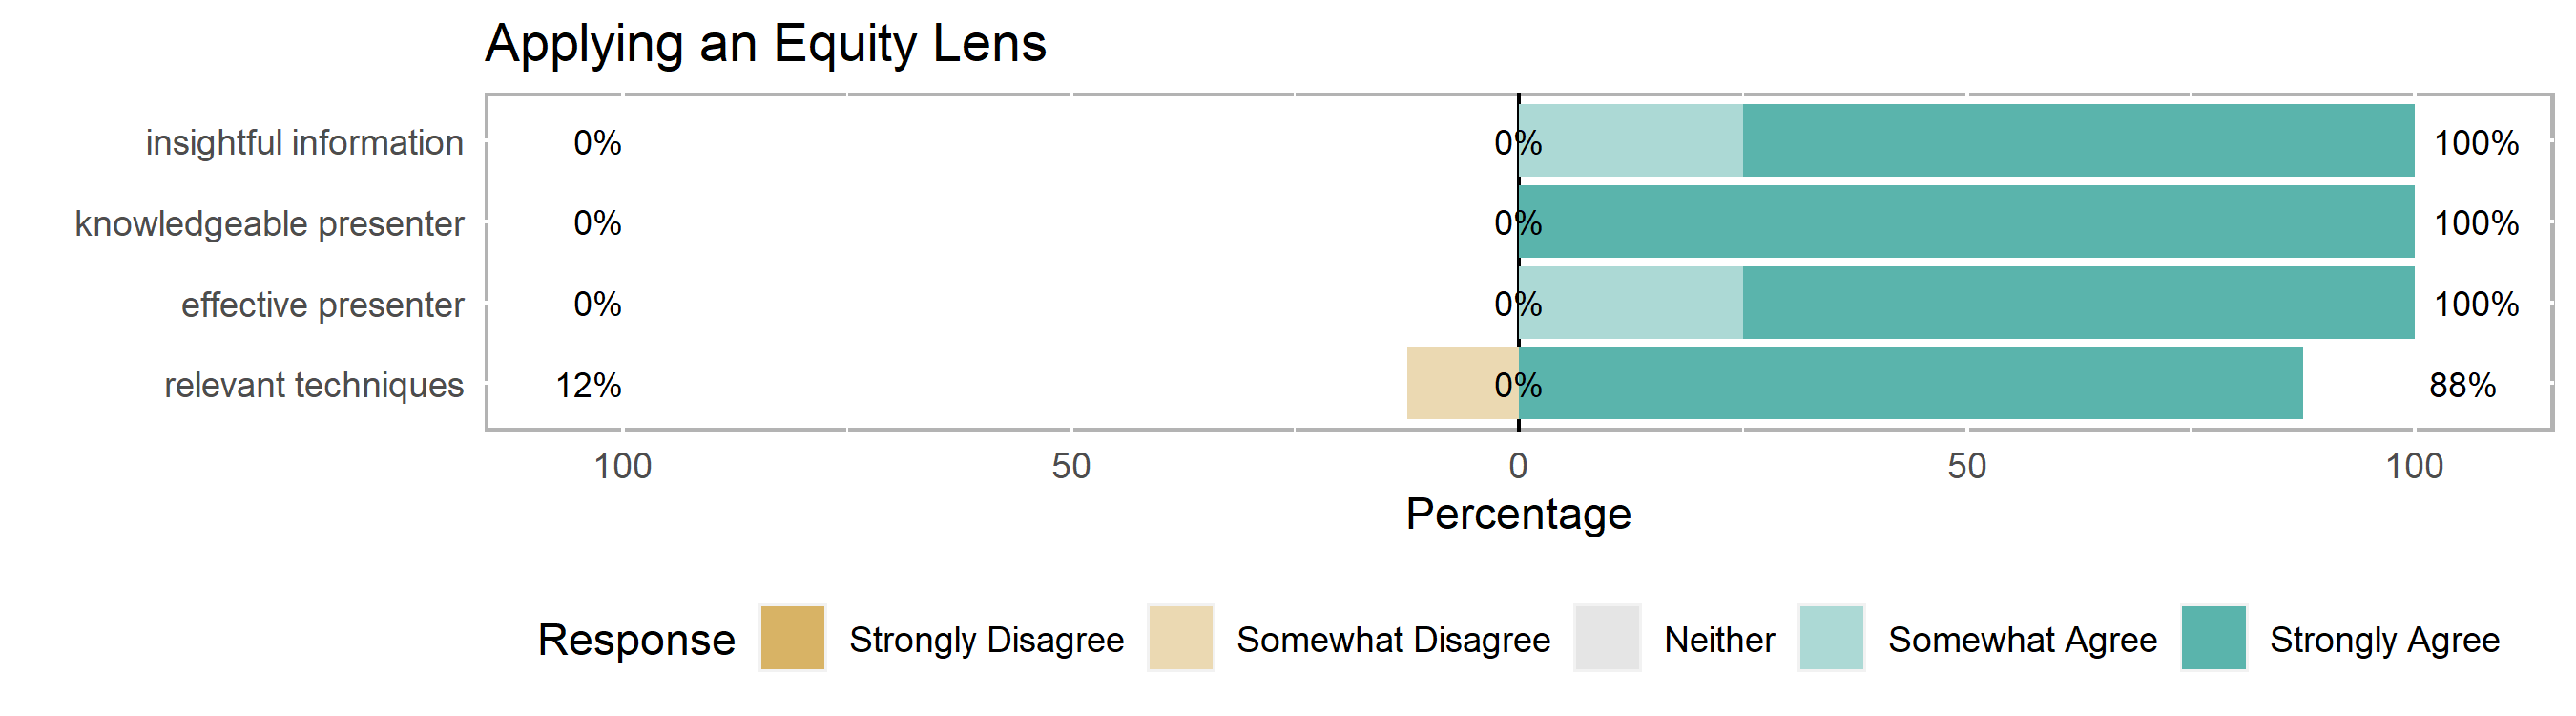 Applying an Equity Lens
insightful information 0% 0% 100%
knowledgeable presenter 0% 0% 100%
effective presenter 0% 0% 100%
relevant techniques 12% 0% 88%
100 50 0 50 100
Percentage
Response Strongly Disagree Somewhat Disagree Neither Somewhat Agree Strongly Agree